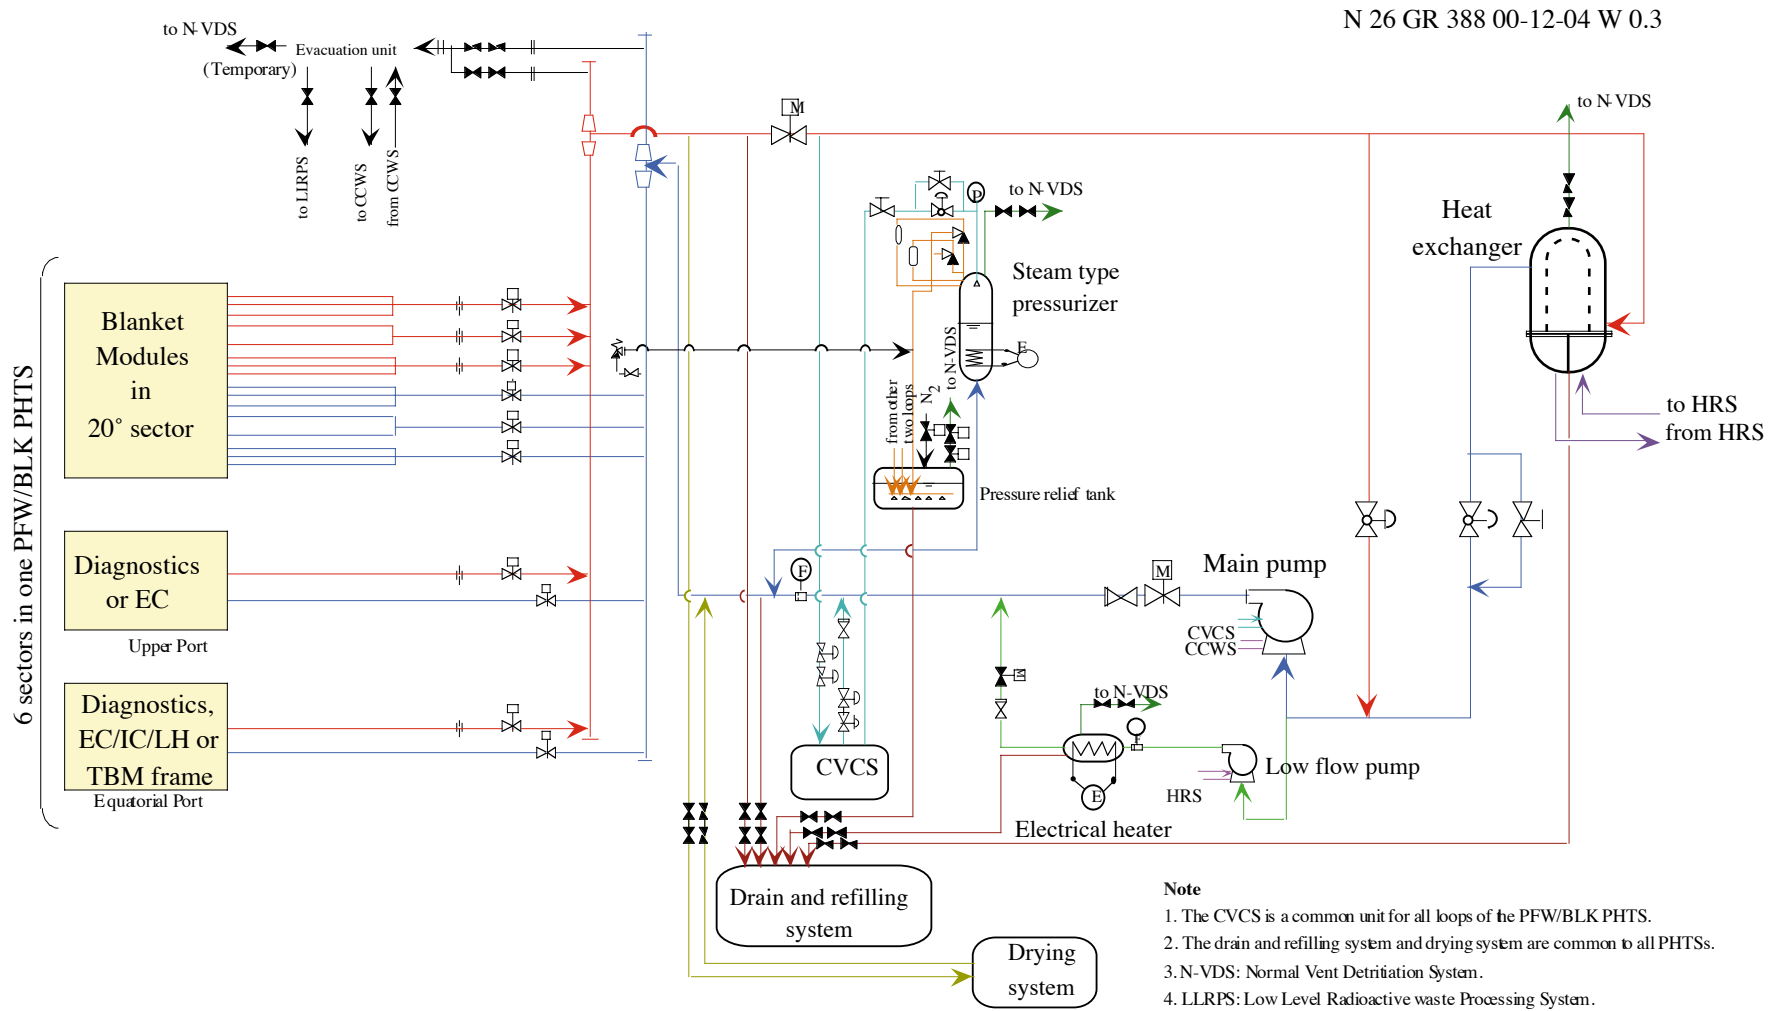 N 26 GR 388 00-12-04 W 0.3
to N-VDS
Evacuation unit
(Temporary)
to LIRPS
to CCWS
from CCWS
M
to N-VDS
P
to N-VDS
Heat
exchanger
Steam type
pressurizer
6 sectors in one PFW/BLK PHTS
Blanket
Modules
in
20˚ sector
E
to N-VDS
N2
from other
two loops
to HRS
from HRS
Pressure relief tank
Diagnostics
or EC
Upper Port
F
M
Main pump
CVCS
CCWS
M
Diagnostics,
EC/IC/LH or
TBM frame
Equatorial Port
to N-VDS
F
CVCS
Low flow pump
HRS
E
Electrical heater
Drain and refilling
system
Drying
system
Note
1. The CVCS is a common unit for all loops of the PFW/BLK PHTS.
2. The drain and refilling system and drying system are common to all PHTSs.
3. N-VDS: Normal Vent Detritiation System.
4. LLRPS: Low Level Radioactive waste Processing System.